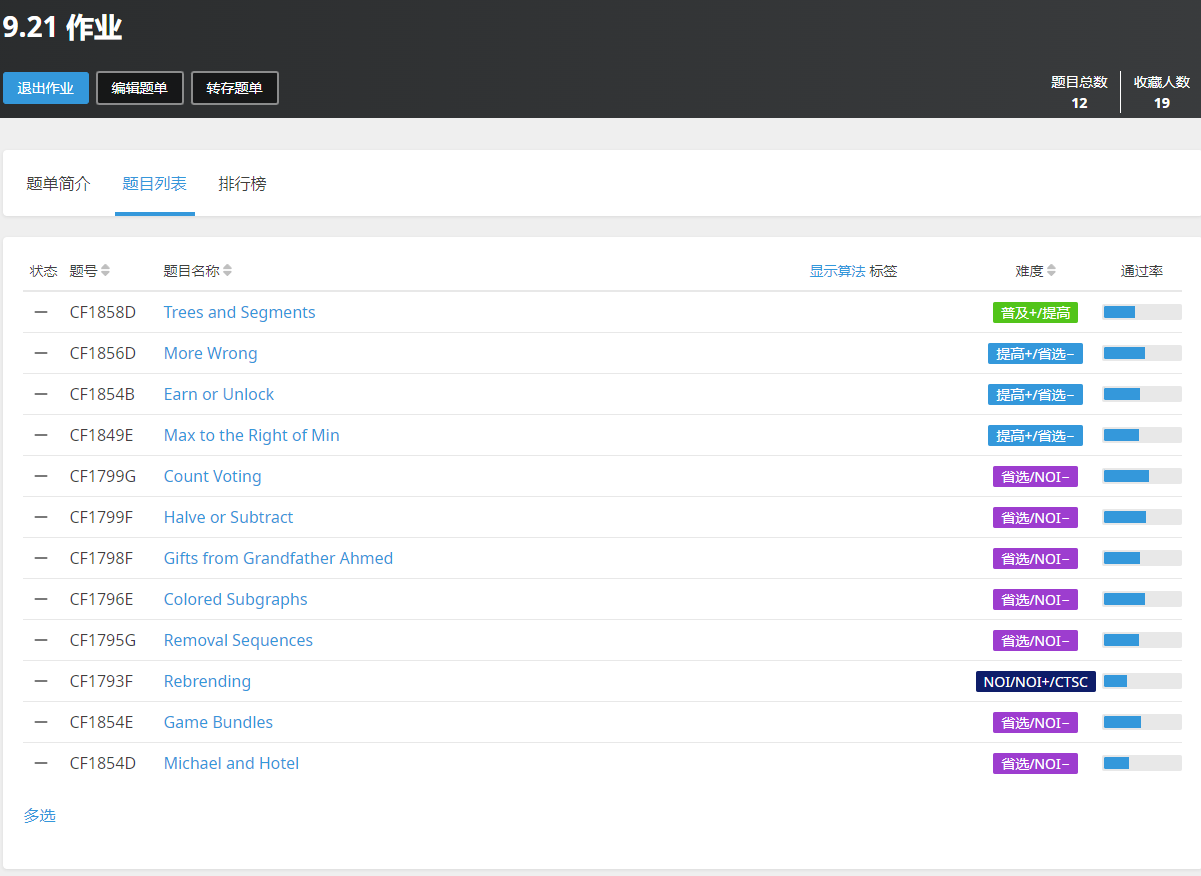 9.21 作业
退出作业 编辑题单 转存题单
题目总数 收藏人数
12 19
题单简介 题目列表 排行榜
状态 题号 题目名称 显示算法 标签 难度 通过率
— CF1858D Trees and Segments 普及+/提高
— CF1856D More Wrong 提高+/省选−
— CF1854B Earn or Unlock 提高+/省选−
— CF1849E Max to the Right of Min 提高+/省选−
— CF1799G Count Voting 省选/NOI−
— CF1799F Halve or Subtract 省选/NOI−
— CF1798F Gifts from Grandfather Ahmed 省选/NOI−
— CF1796E Colored Subgraphs 省选/NOI−
— CF1795G Removal Sequences 省选/NOI−
— CF1793F Rebrending NOI/NOI+/CTSC
— CF1854E Game Bundles 省选/NOI−
— CF1854D Michael and Hotel 省选/NOI−
多选